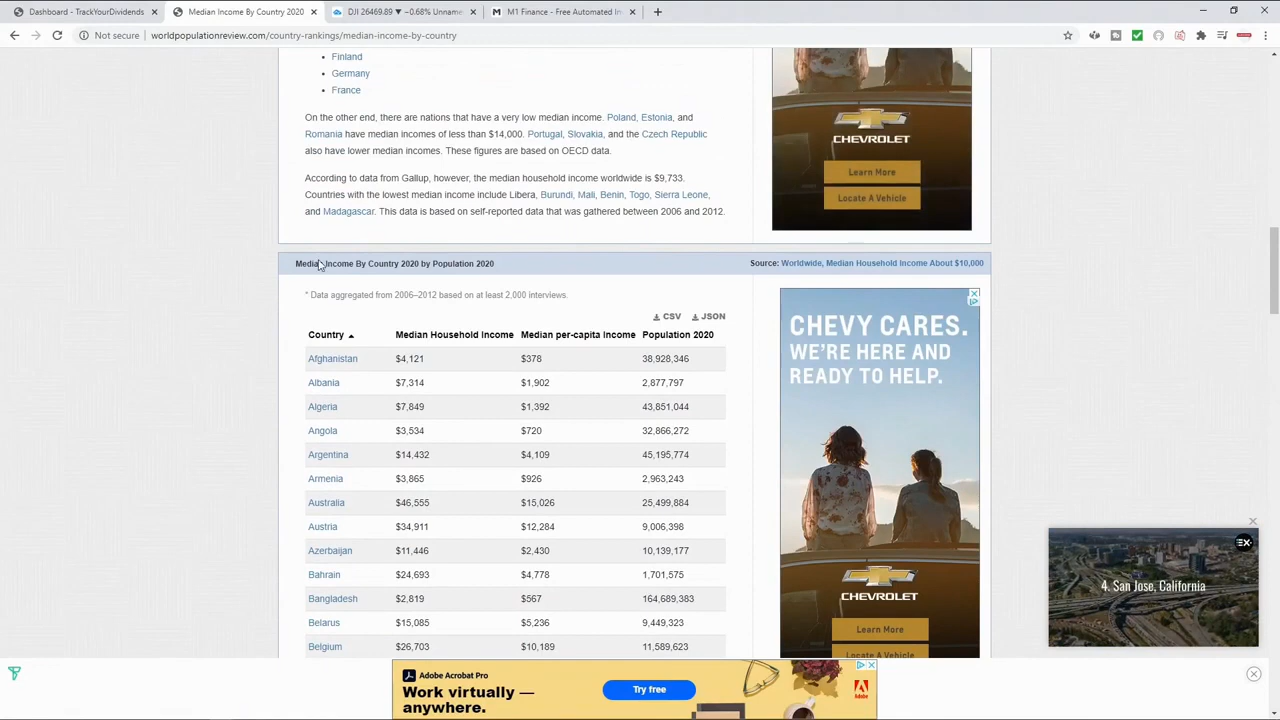 Dashboard - TrackYourDividends
Median Income By Country 2020
DJI 26469.89 ▼ −0.68% Unname
M1 Finance - Free Automated In
Not secure
worldpopulationreview.com/country-rankings/median-income-by-country
Finland
Germany
France
On the other end, there are nations that have a very low median income. Poland, Estonia, and
Romania have median incomes of less than $14,000. Portugal, Slovakia, and the Czech Republic
also have lower median incomes. These figures are based on OECD data.
According to data from Gallup, however, the median household income worldwide is $9,733.
Countries with the lowest median income include Libera, Burundi, Mali, Benin, Togo, Sierra Leone,
and Madagascar. This data is based on self-reported data that was gathered between 2006 and 2012.
CHEVROLET
Learn More
Locate A Vehicle
Median Income By Country 2020 by Population 2020
Source: Worldwide, Median Household Income About $10,000
* Data aggregated from 2006–2012 based on at least 2,000 interviews.
CSV JSON
Country Median Household Income Median per-capita Income Population 2020
Afghanistan $4,121 $378 38,928,346
Albania $7,314 $1,902 2,877,797
Algeria $7,849 $1,392 43,851,044
Angola $3,534 $720 32,866,272
Argentina $14,432 $4,109 45,195,774
Armenia $3,865 $926 2,963,243
Australia $46,555 $15,026 25,499,884
Austria $34,911 $12,284 9,006,398
Azerbaijan $11,446 $2,430 10,139,177
Bahrain $24,693 $4,778 1,701,575
Bangladesh $2,819 $567 164,689,383
Belarus $15,085 $5,236 9,449,323
Belgium $26,703 $10,189 11,589,623
CHEVY CARES.
WE'RE HERE AND
READY TO HELP.
CHEVROLET
Learn More
Locate A Vehicle
4. San Jose, California
Adobe Acrobat Pro
Work virtually —
anywhere.
Try free